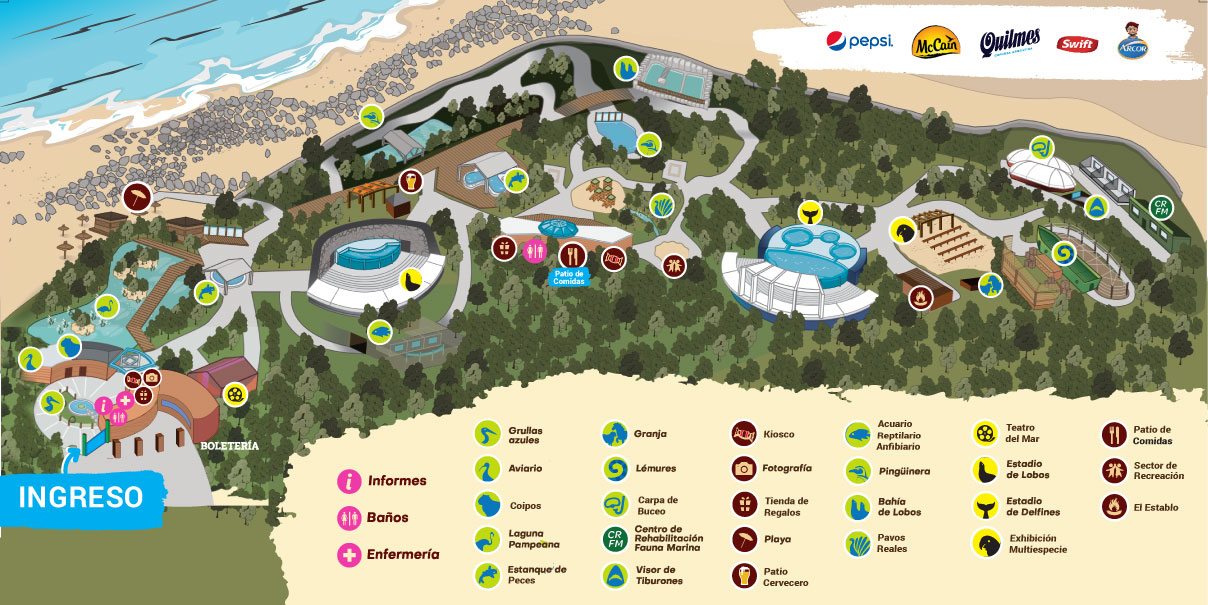 pepsi.
McCain
Quilmes
Swift
ARCOR
CR
FM
Patio de
Comidas
BOLETERÍA
INGRESO
Informes
Baños
Enfermería
Grullas
azules
Aviario
Coipos
Laguna
Pampeana
Estanque de
Peces
Granja
Lémures
Carpa de
Buceo
CR
FM
Centro de
Rehabilitación
Fauna Marina
Visor de
Tiburones
Kiosco
Fotografía
Tienda de
Regalos
Playa
Patio
Cervecero
Acuario
Reptilario
Anfibiario
Pingüinera
Bahía
de Lobos
Pavos
Reales
Teatro
del Mar
Estadio
de Lobos
Estadio
de Delfines
Exhibición
Multiespecie
Patio de
Comidas
Sector de
Recreación
El Establo